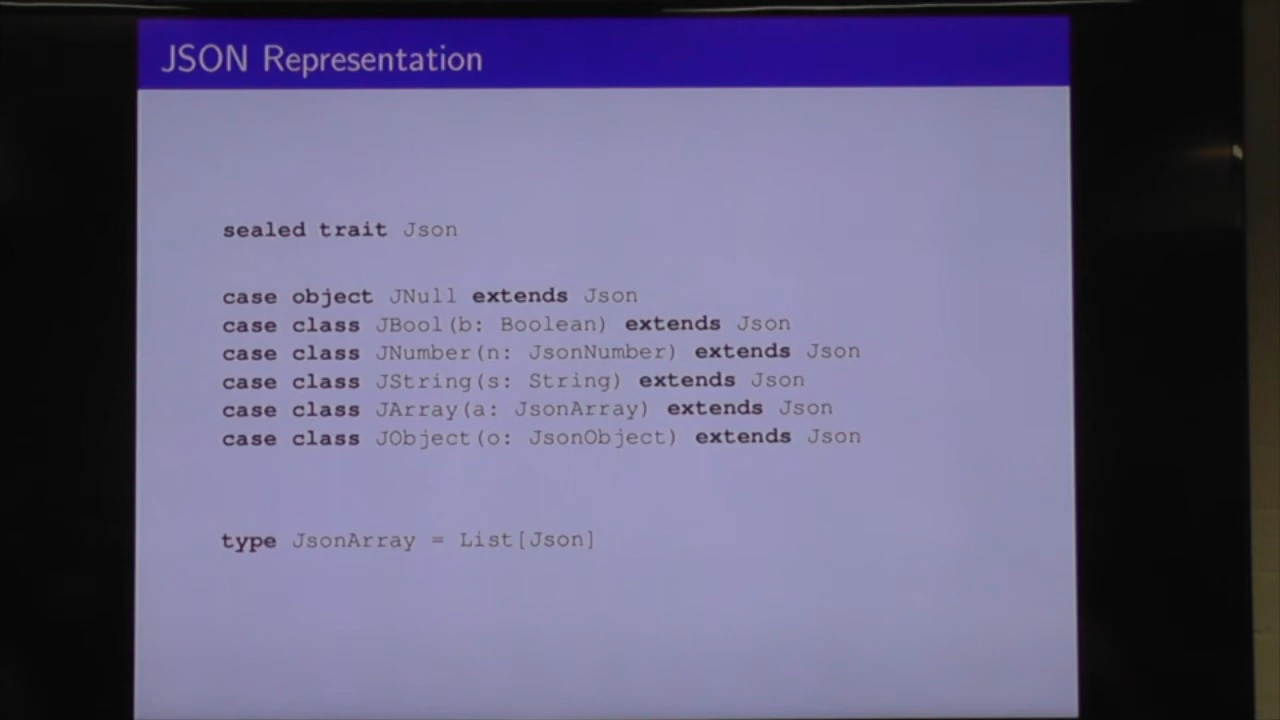 JSON Representation
sealed trait Json
case object JNull extends Json
case class JBool(b: Boolean) extends Json
case class JNumber(n: JsonNumber) extends Json
case class JString(s: String) extends Json
case class JArray(a: JsonArray) extends Json
case class JObject(o: JsonObject) extends Json
type JsonArray = List[Json]